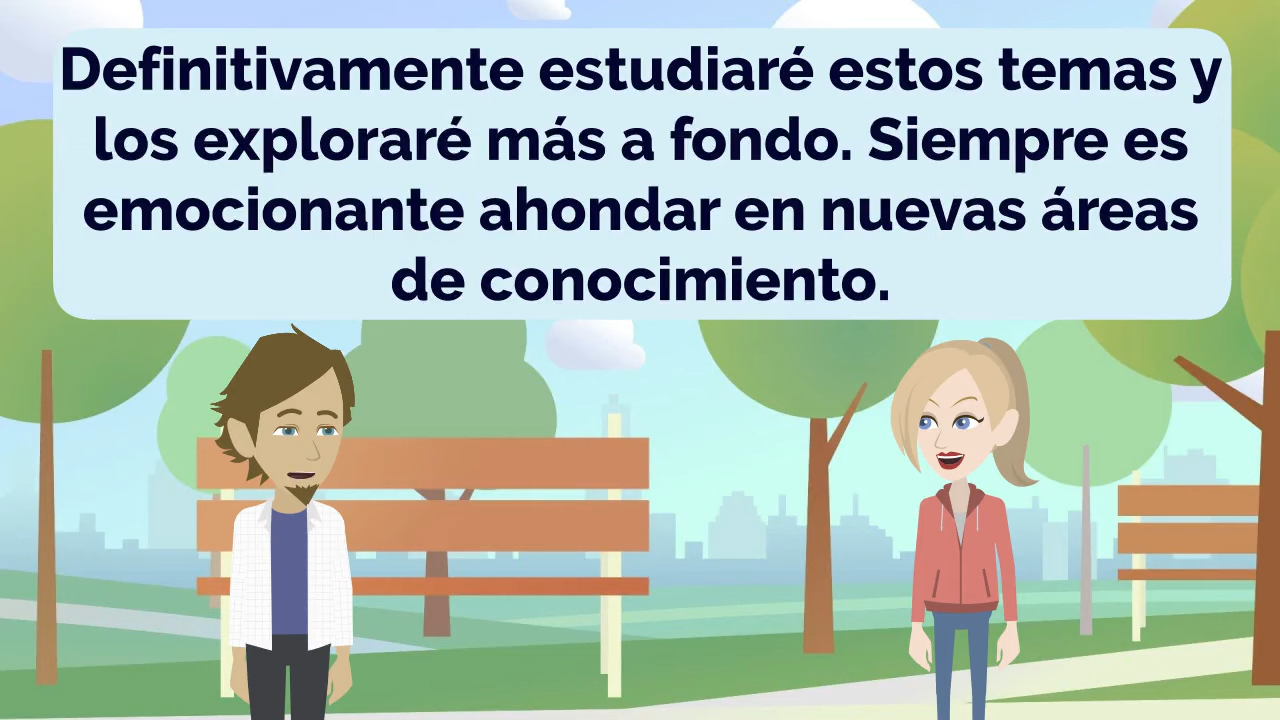 Definitivamente estudiaré estos temas y
los exploraré más a fondo. Siempre es
emocionante ahondar en nuevas áreas
de conocimiento.